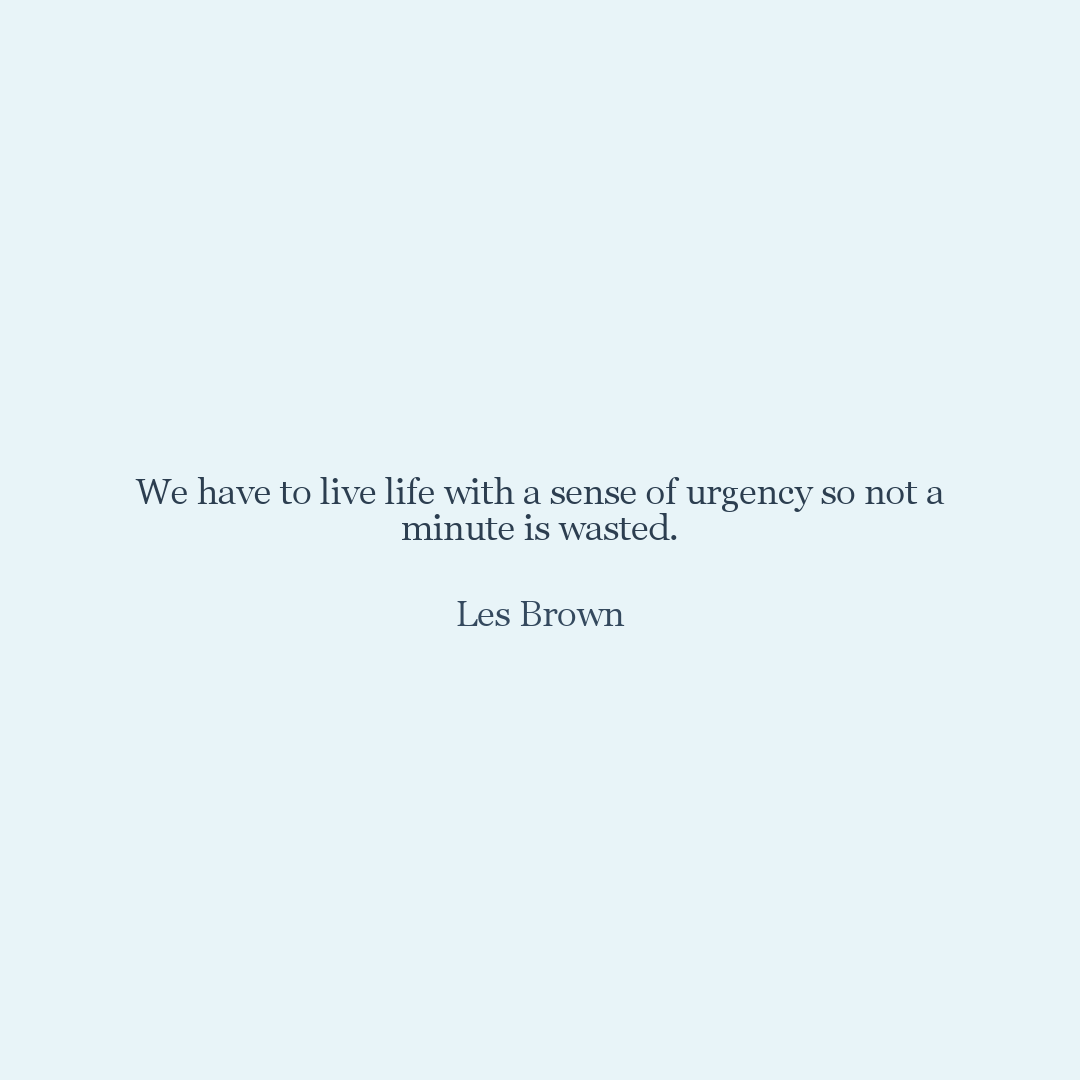 We have to live life with a sense of urgency so not a
minute is wasted.
Les Brown